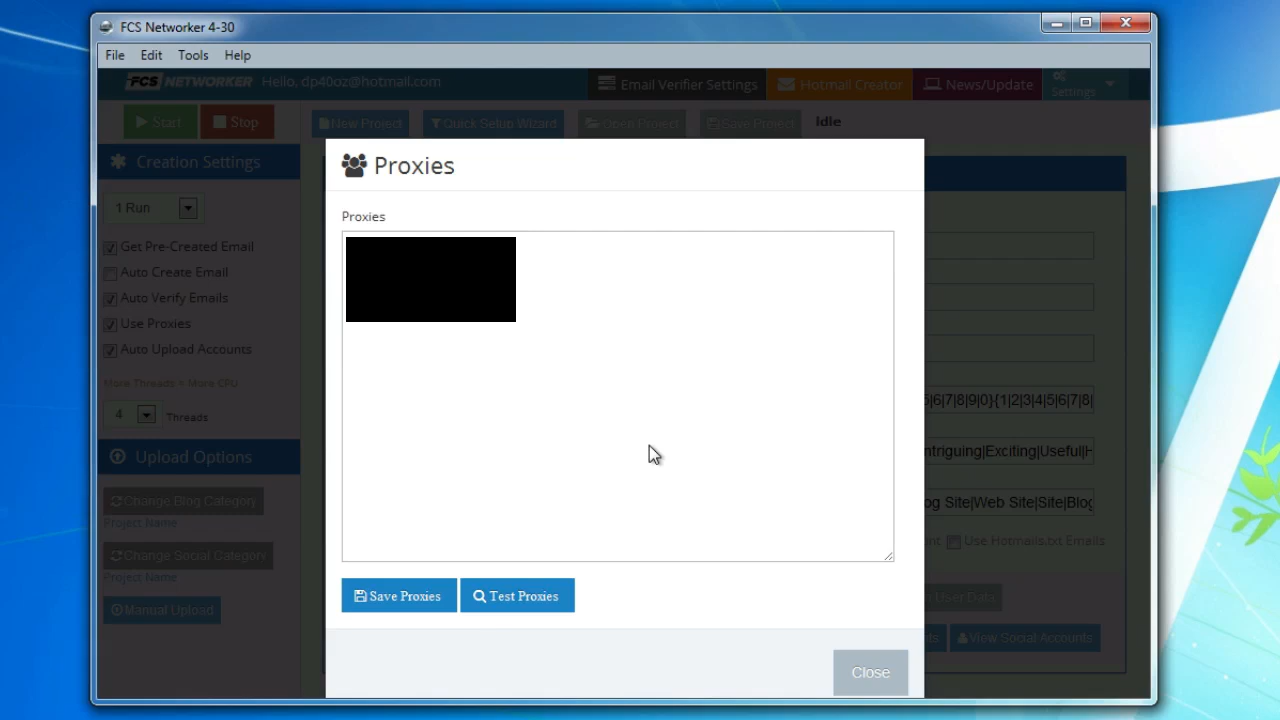 FCS Networker 4-30
File Edit Tools Help
FCS NETWORKER Hello, dp40oz@hotmail.com
Email Verifier Settings
Hotmail Creator
News/Update
Settings
Start
Stop
New Project
Quick Setup Wizard
Open Project
Save Project
Idle
Creation Settings
1 Run
Get Pre-Created Email
Auto Create Email
Auto Verify Emails
Use Proxies
Auto Upload Accounts
More Threads = More CPU
4
Threads
Upload Options
Change Blog Category
Project Name
Change Social Category
Project Name
Manual Upload
Proxies
Proxies
Save Proxies
Test Proxies
Close
|6|7|8|9|0}{1|2|3|4|5|6|7|8|
ntriguing|Exciting|Useful|H
og Site|Web Site|Site|Blog
Use Hotmails.txt Emails
User Data
View Social Accounts